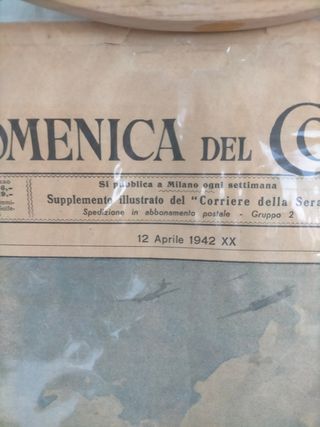 OMENICA DEL CO
Si pubblica a Milano ogni settimana
Supplemento illustrato del "Corriere della Sera
Spedizione in abbonamento postale - Gruppo 2
12 Aprile 1942 XX